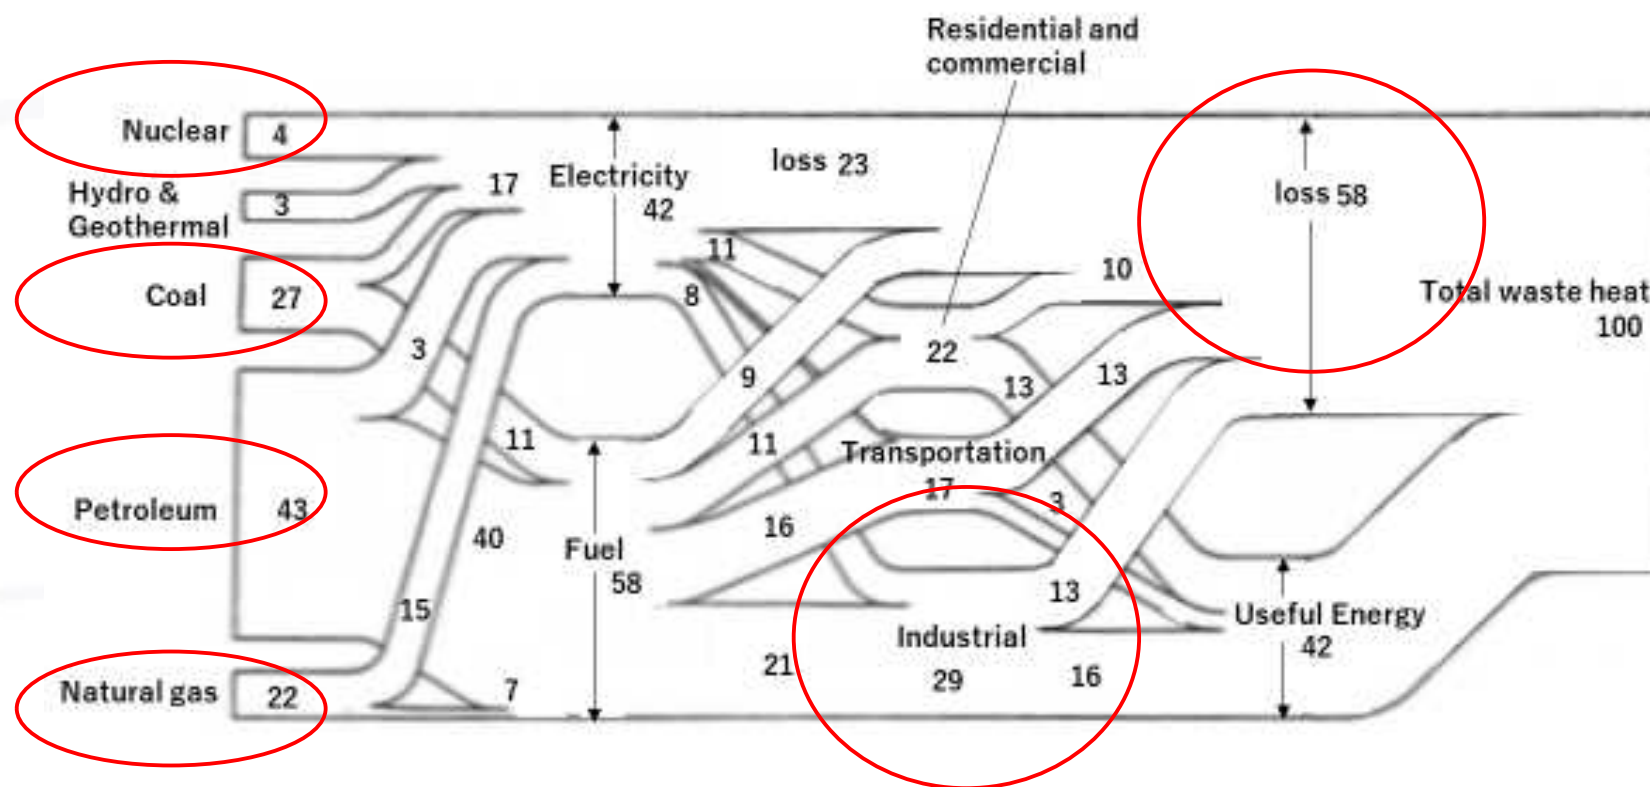 Residential and
commercial
Nuclear
4
Hydro &
Geothermal
3
17
Electricity
42
loss 23
loss 58
Coal
27
11
8
10
Total waste heat
100
3
22
9
13
13
11
11
Transportation
17
3
Petroleum
43
40
16
Fuel
58
15
13
Industrial
29
Useful Energy
42
21
16
Natural gas
22
7